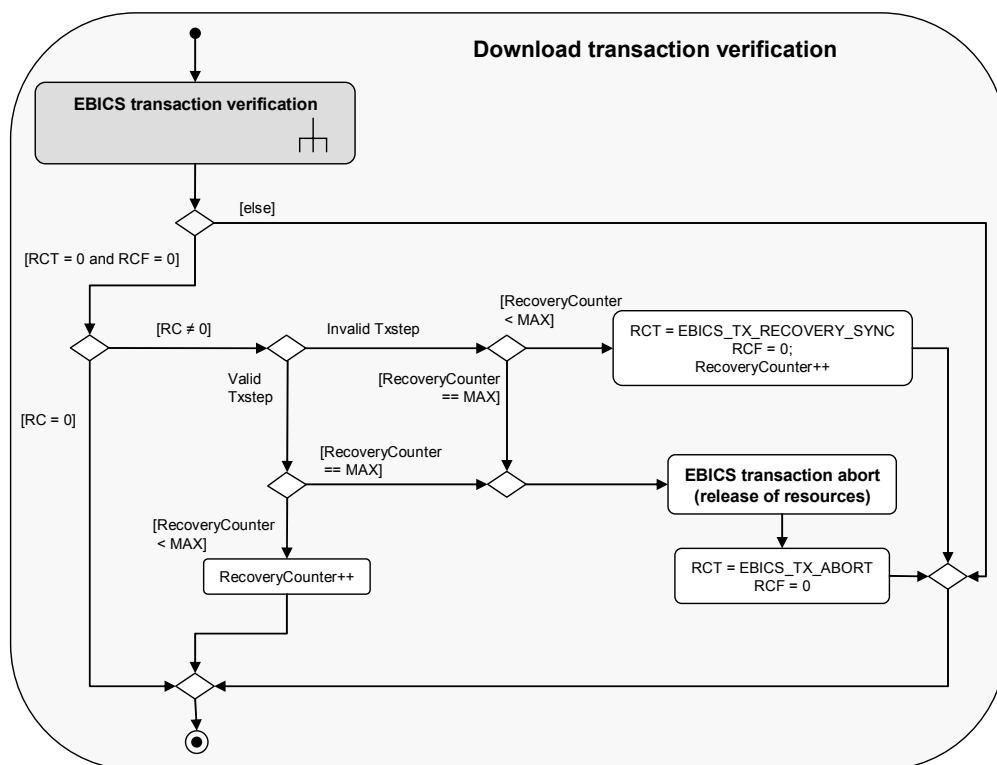 Download transaction verification
EBICS transaction verification
[else]
[RCT = 0 and RCF = 0]
[RecoveryCounter
< MAX]
[RC ≠ 0]
Invalid Txstep
RCT = EBICS_TX_RECOVERY_SYNC
RCF = 0;
RecoveryCounter++
Valid
Txstep
[RecoveryCounter
== MAX]
[RC = 0]
[RecoveryCounter
== MAX]
EBICS transaction abort
(release of resources)
[RecoveryCounter
< MAX]
RecoveryCounter++
RCT = EBICS_TX_ABORT
RCF = 0